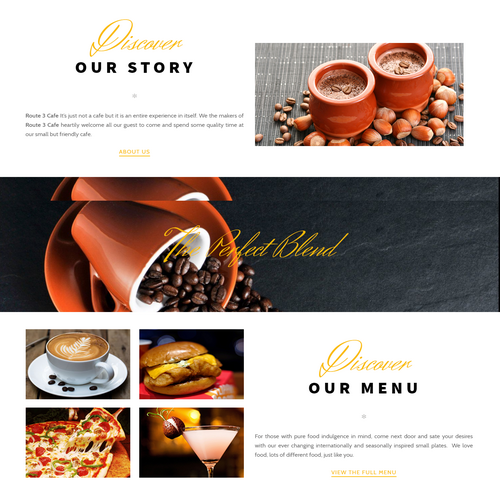 Discover
OUR STORY
Route 3 Cafe it's just not a cafe but it is an entire experience in itself. We the makers of
Route 3 Cafe heartily welcome all our guest to come and spend some quality time at
our small but friendly cafe.
ABOUT US
The Perfect Blend
Discover
OUR MENU
For those with pure food indulgence in mind, come next door and sate your desires
with our ever changing internationally and seasonally inspired small plates. We love
food, lots of different food, just like you.
VIEW THE FULL MENU